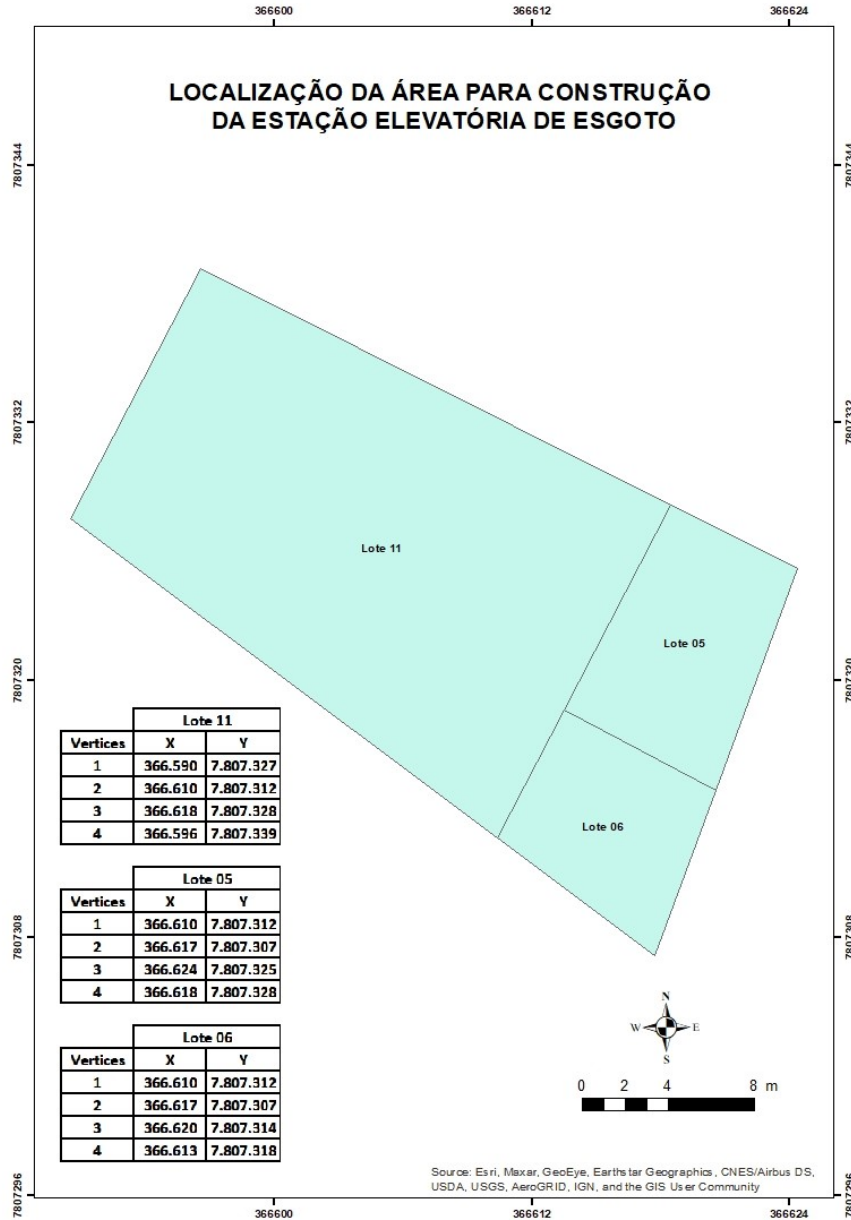 366600 366612 366624
LOCALIZAÇÃO DA ÁREA PARA CONSTRUÇÃO
DA ESTAÇÃO ELEVATÓRIA DE ESGOTO
7807344 7807344
7807332 7807332
Lote 11
Lote 05
7807320 7807320
Lote 06
Lote 11
Vertices X Y
1 366.590 7.807.327
2 366.610 7.807.312
3 366.618 7.807.328
4 366.596 7.807.339
Lote 05
Vertices X Y
1 366.610 7.807.312
2 366.617 7.807.307
3 366.624 7.807.325
4 366.618 7.807.328
7807308 7807308
Lote 06
Vertices X Y
1 366.610 7.807.312
2 366.617 7.807.307
3 366.620 7.807.314
4 366.613 7.807.318
N
W E
S
0 2 4 8 m
Source: Esri, Maxar, GeoEye, Earthstar Geographics, CNES/Airbus DS,
USDA, USGS, AeroGRID, IGN, and the GIS User Community
7807296 7807296
366600 366612 366624